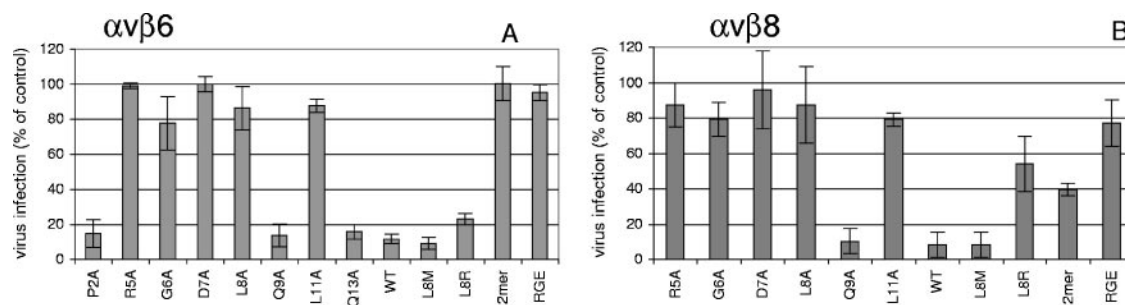 αvβ6
A
virus infection (% of control)
120
100
80
60
40
20
0
P2A
R5A
G6A
D7A
L8A
Q9A
L11A
Q13A
WT
L8M
L8R
2mer
RGE
αvβ8
B
virus infection (% of control)
120
100
80
60
40
20
0
R5A
G6A
D7A
L8A
Q9A
L11A
WT
L8M
L8R
2mer
RGE